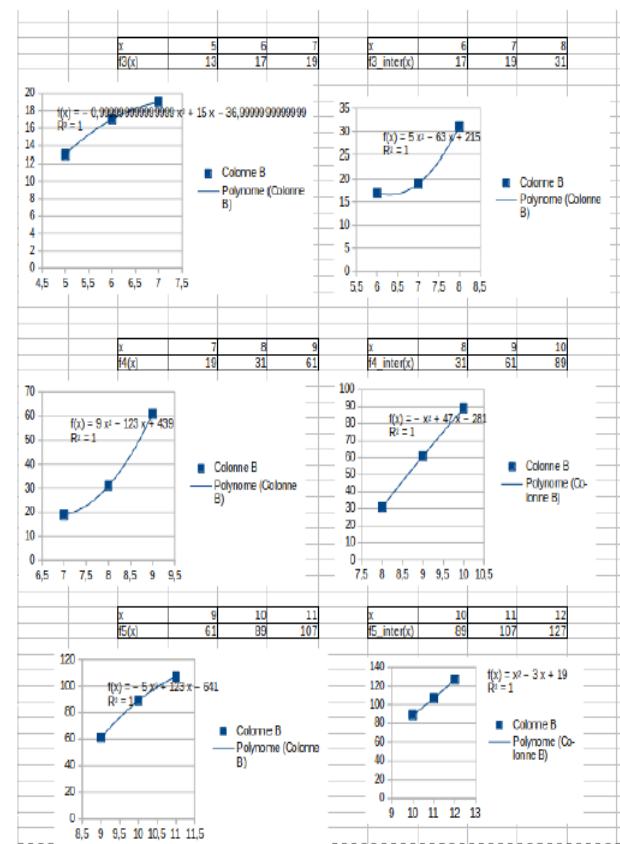 x 5 6 7
f3(x) 13 17 19
x 6 7 8
f3_inter(x) 17 19 31
20
18
16
14
12
10
8
6
4
2
0
4,5 5 5,5 6 6,5 7 7,5
f(x) = − 0,99999999999999 x² + 15 x − 36,9999999999999
R² = 1
Colonne B
Polynome (Colonne
B)
35
30
25
20
15
10
5
0
5,5 6 6,5 7 7,5 8 8,5
f(x) = 5 x² − 63 x + 215
R² = 1
Colonne B
Polynome (Colonne
B)
x 7 8 9
f4(x) 19 31 61
x 8 9 10
f4_inter(x) 31 61 89
70
60
50
40
30
20
10
0
6,5 7 7,5 8 8,5 9 9,5
f(x) = 9 x² − 123 x + 439
R² = 1
Colonne B
Polynome (Colonne
B)
100
90
80
70
60
50
40
30
20
10
0
7,5 8 8,5 9 9,5 10 10,5
f(x) = − x² + 47 x − 281
R² = 1
Colonne B
Polynome (Co-
lonne B)
x 9 10 11
f5(x) 61 89 107
x 10 11 12
f5_inter(x) 89 107 127
120
100
80
60
40
20
0
8,5 9 9,5 10 10,5 11 11,5
f(x) = − 5 x² + 123 x − 641
R² = 1
Colonne B
Polynome (Colonne
B)
140
120
100
80
60
40
20
0
9 10 11 12 13
f(x) = x² − 3 x + 19
R² = 1
Colonne B
Polynome (Co-
lonne B)